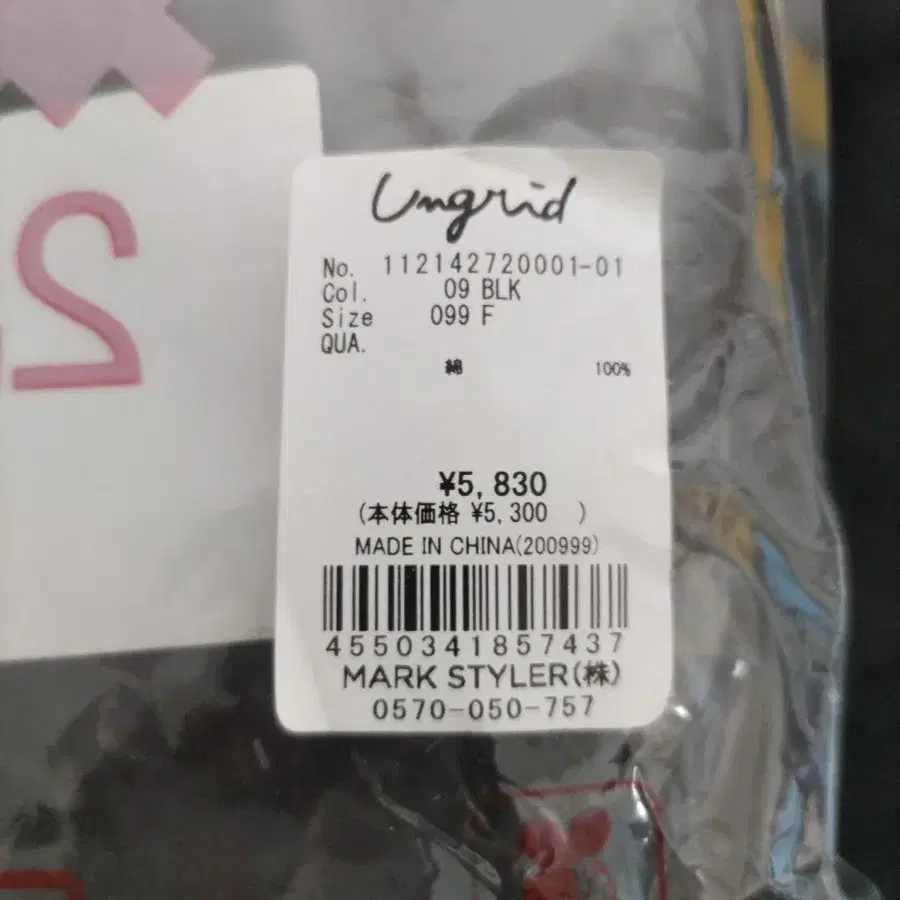 Ungrid
No. 112142720001-01
Col. 09 BLK
Size 099 F
QUA.
綿 100%
¥5,830
(本体価格 ¥5,300 )
MADE IN CHINA(200999)
4550341857437
MARK STYLER(株)
0570-050-757